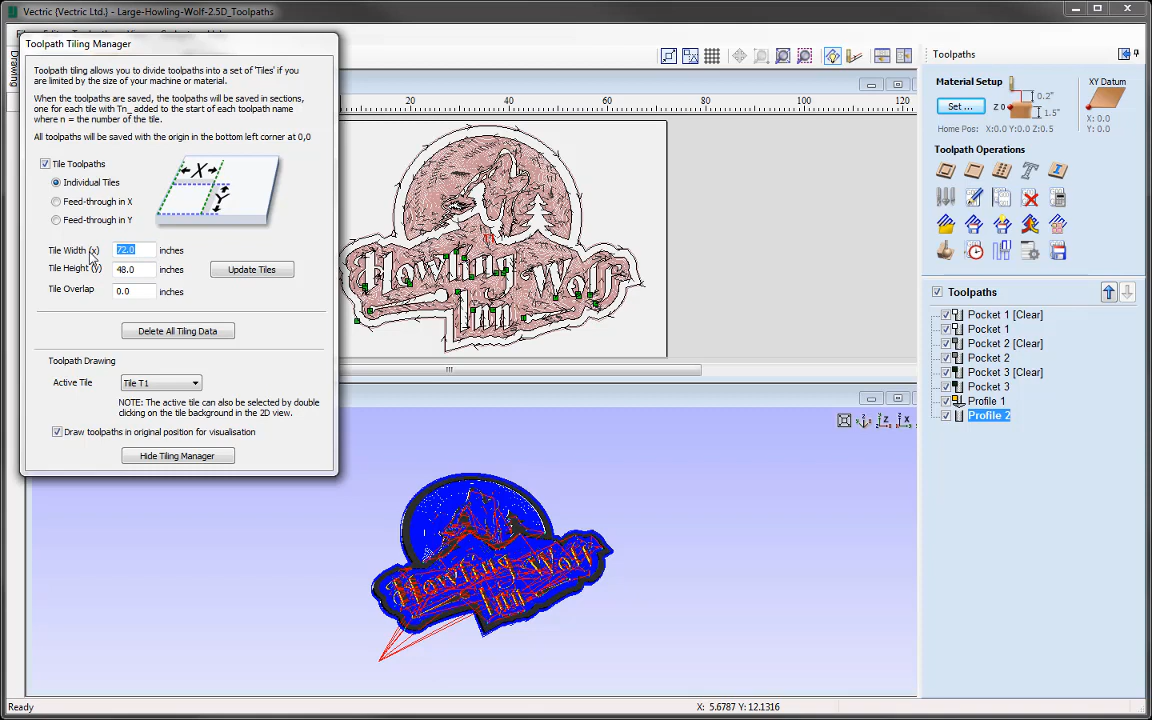 Vectric {Vectric Ltd.} - Large-Howling-Wolf-2.5D_Toolpaths
Toolpath Tiling Manager
Toolpath tiling allows you to divide toolpaths into a set of 'Tiles' if you
are limited by the size of your machine or material.
When the toolpaths are saved, the toolpaths will be saved in sections,
one for each tile with Tn_ added to the start of each toolpath name
where n = the number of the tile.
All toolpaths will be saved with the origin in the bottom left corner at 0,0
Tile Toolpaths
Individual Tiles
Feed-through in X
Feed-through in Y
X
Y
Tile Width (x) 72.0 inches
Tile Height (Y) 48.0 inches
Update Tiles
Tile Overlap 0.0 inches
Delete All Tiling Data
Toolpath Drawing
Active Tile Tile T1
NOTE: The active tile can also be selected by double
clicking on the tile background in the 2D view.
Draw toolpaths in original position for visualisation
Hide Tiling Manager
Drawing
20 40 60 80 100 120
Howling Wolf
Inn
Howling Wolf
Inn
Toolpaths
Material Setup
Set ...
Z 0
0.2"
1.5"
Home Pos: X:0.0 Y:0.0 Z:0.5
XY Datum
X: 0.0
Y: 0.0
Toolpath Operations
Toolpaths
Pocket 1 [Clear]
Pocket 1
Pocket 2 [Clear]
Pocket 2
Pocket 3 [Clear]
Pocket 3
Profile 1
Profile 2
Ready
X: 5.6787 Y: 12.1316